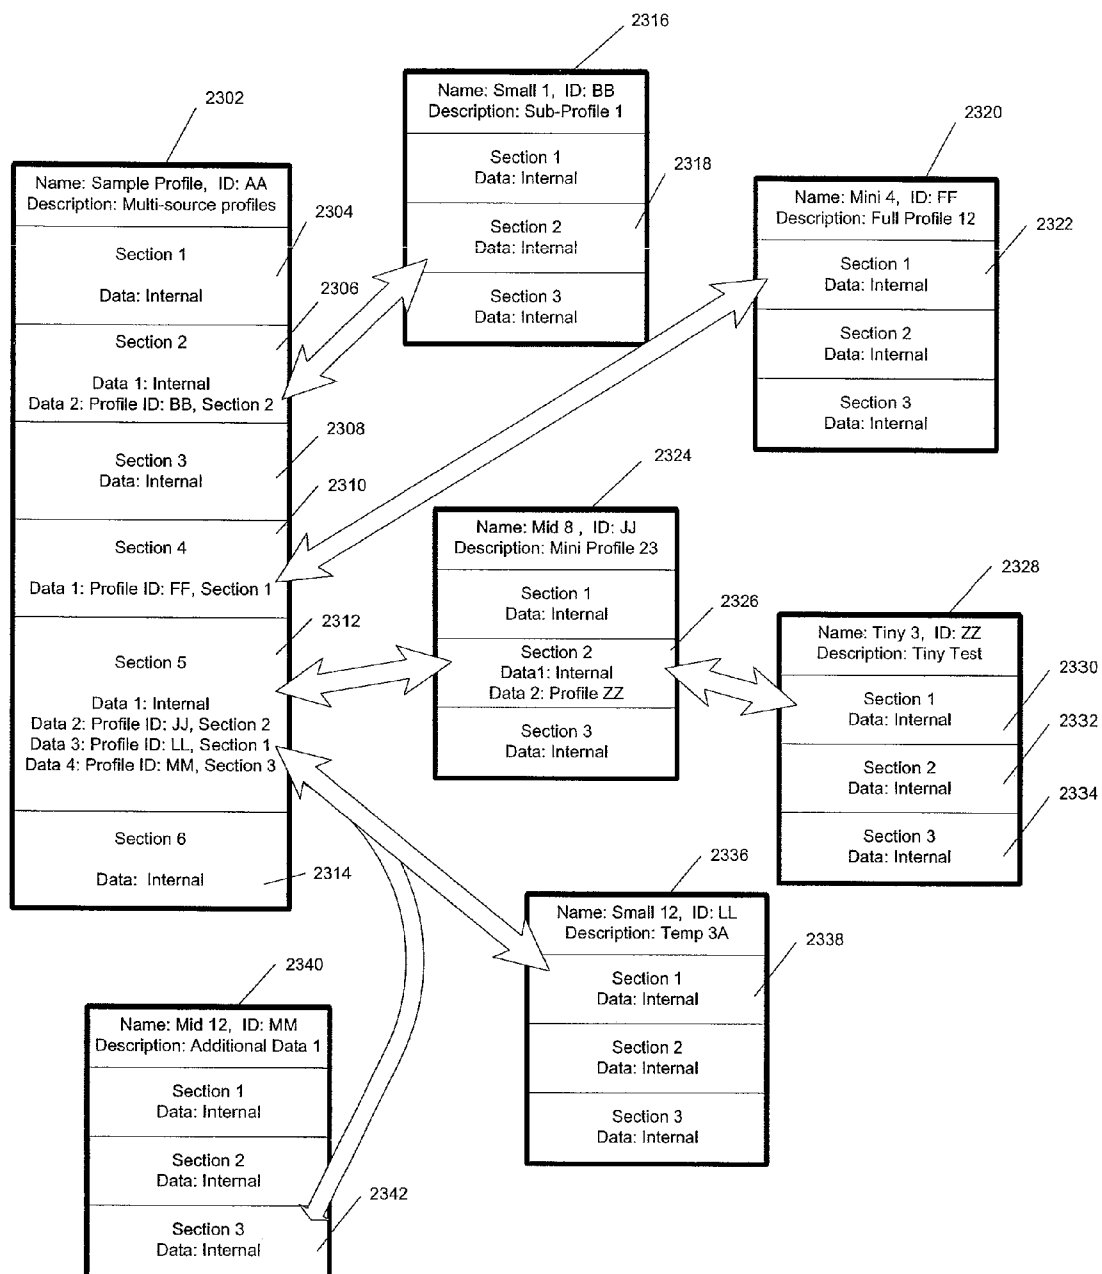 2316
Name: Small 1, ID: BB
Description: Sub-Profile 1
Section 1
Data: Internal
2318
Section 2
Data: Internal
Section 3
Data: Internal
2302
Name: Sample Profile, ID: AA
Description: Multi-source profiles
2304
Section 1
Data: Internal
2306
Section 2
Data 1: Internal
Data 2: Profile ID: BB, Section 2
2308
Section 3
Data: Internal
2310
Section 4
Data 1: Profile ID: FF, Section 1
2312
Section 5
Data 1: Internal
Data 2: Profile ID: JJ, Section 2
Data 3: Profile ID: LL, Section 1
Data 4: Profile ID: MM, Section 3
Section 6
Data: Internal
2314
2320
Name: Mini 4, ID: FF
Description: Full Profile 12
2322
Section 1
Data: Internal
Section 2
Data: Internal
Section 3
Data: Internal
2324
Name: Mid 8 , ID: JJ
Description: Mini Profile 23
Section 1
Data: Internal
2326
Section 2
Data1: Internal
Data 2: Profile ZZ
Section 3
Data: Internal
2328
Name: Tiny 3, ID: ZZ
Description: Tiny Test
2330
Section 1
Data: Internal
2332
Section 2
Data: Internal
2334
Section 3
Data: Internal
2336
Name: Small 12, ID: LL
Description: Temp 3A
2338
Section 1
Data: Internal
Section 2
Data: Internal
Section 3
Data: Internal
2340
Name: Mid 12, ID: MM
Description: Additional Data 1
Section 1
Data: Internal
Section 2
Data: Internal
2342
Section 3
Data: Internal